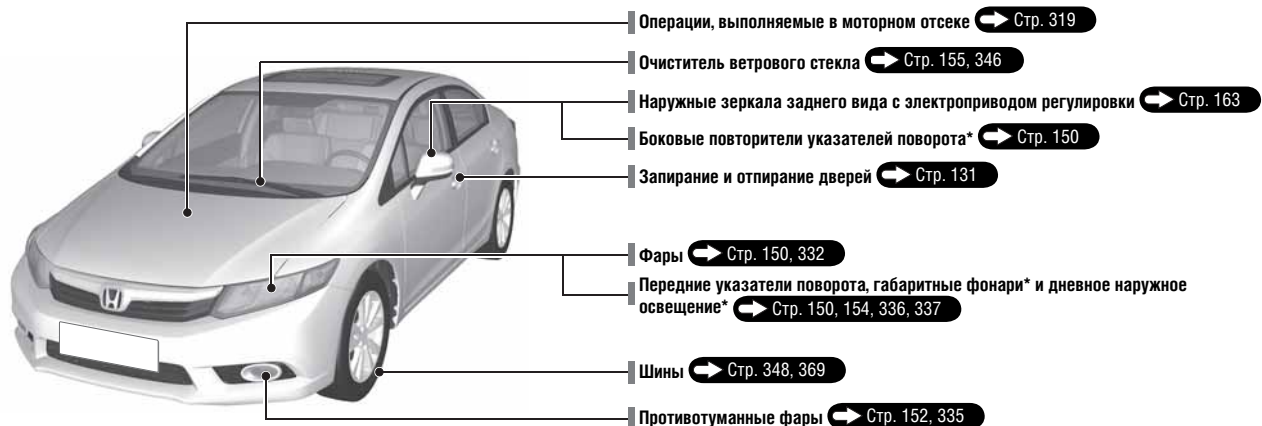 Операции, выполняемые в моторном отсеке Стр. 319
Очиститель ветрового стекла Стр. 155, 346
Наружные зеркала заднего вида с электроприводом регулировки Стр. 163
Боковые повторители указателей поворота* Стр. 150
Запирание и отпирание дверей Стр. 131
Фары Стр. 150, 332
Передние указатели поворота, габаритные фонари* и дневное наружное
освещение* Стр. 150, 154, 336, 337
Шины Стр. 348, 369
Противотуманные фары Стр. 152, 335